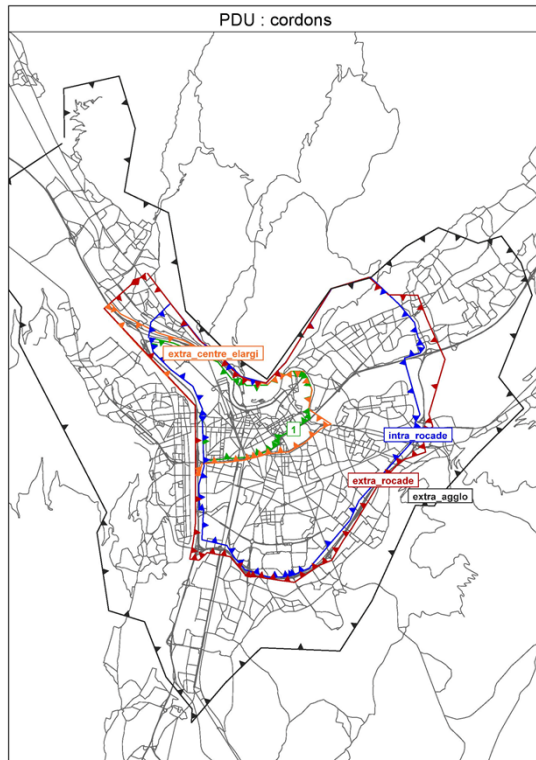 PDU : cordons
extra_centre_elargi
1
intra_rocade
extra_rocade
extra_agglo